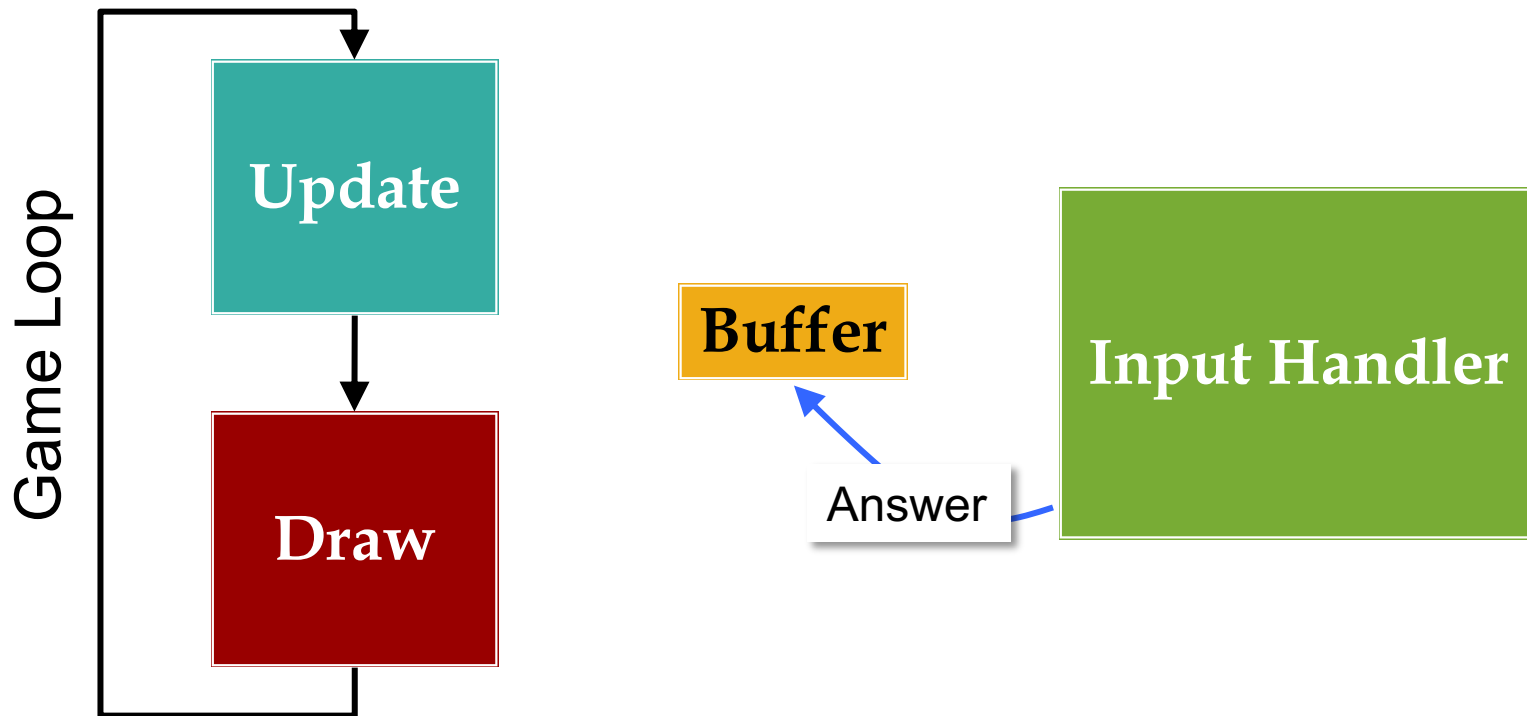 Game Loop
Update
Draw
Buffer
Answer
Input Handler